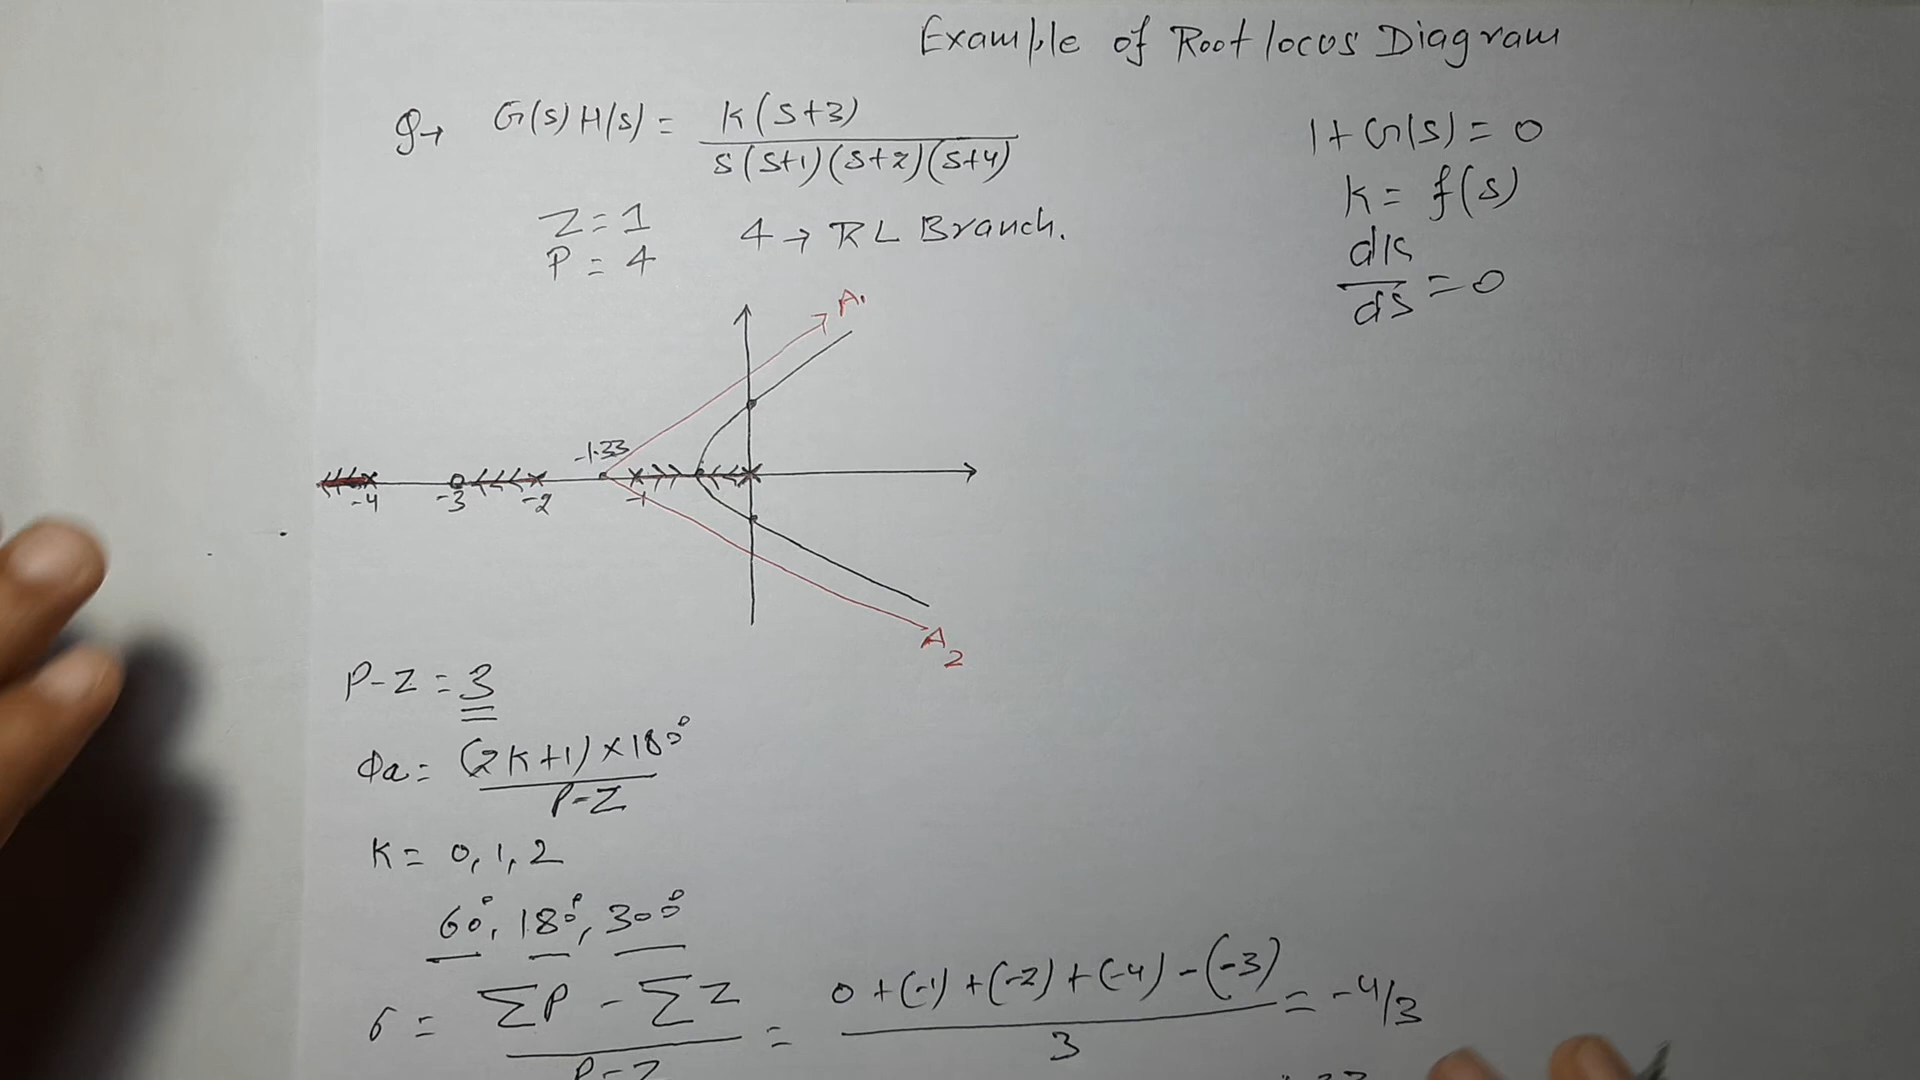 Example of Root locus Diagram
Q→ G(s)H(s) = K(s+3)
s(s+1)(s+2)(s+4)
1+G(s) = 0
Z = 1
P = 4
4 → RL Branch.
K = f(s)
dK
ds = 0
A1
-1.33
-4
-3
-2
-1
A2
P-Z = 3
Φa = (2K+1)×180°
P-Z
K = 0, 1, 2
60°, 180°, 300°
σ = ΣP - ΣZ = 0+(-1)+(-2)+(-4)-(-3) = -4/3
P-Z
3